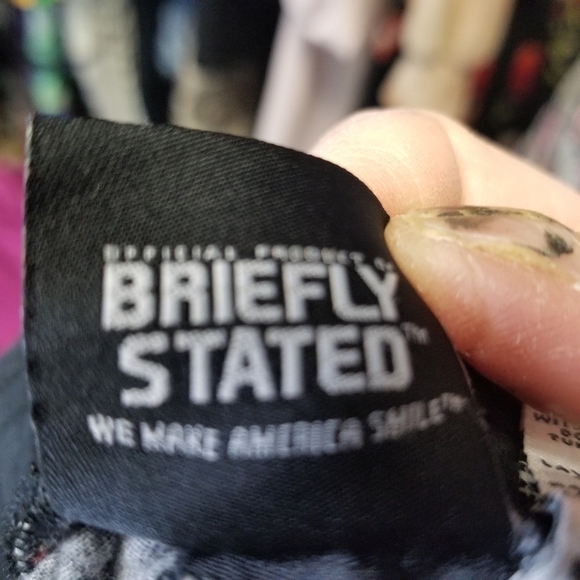 OFFICIAL PRODUCT OF
BRIEFLY
STATED™
WE MAKE AMERICA SMILE™